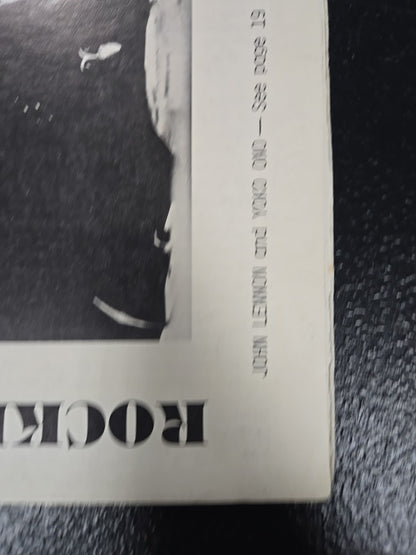 JOHN LENNON and YOKO ONO — See page 19
ROCK